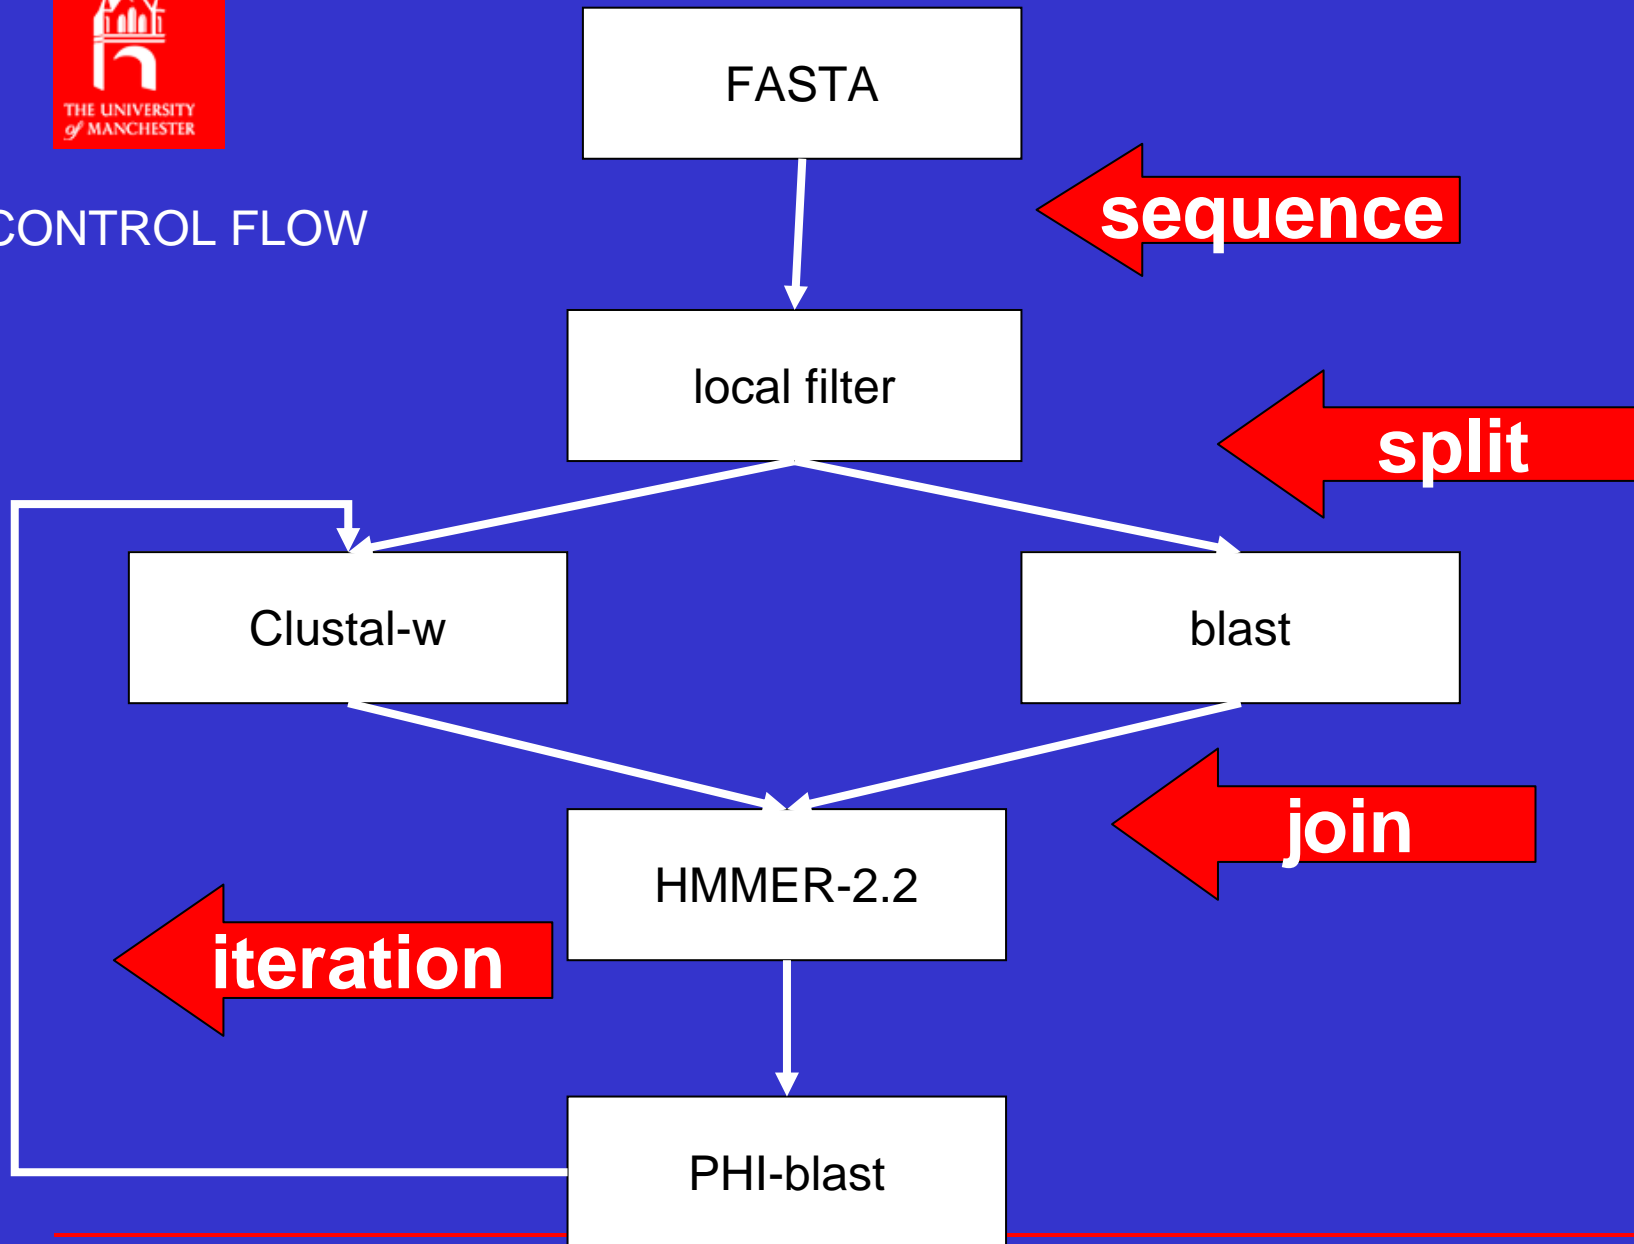 THE UNIVERSITY
of MANCHESTER
CONTROL FLOW
FASTA
sequence
local filter
split
Clustal-w
blast
join
HMMER-2.2
iteration
PHI-blast